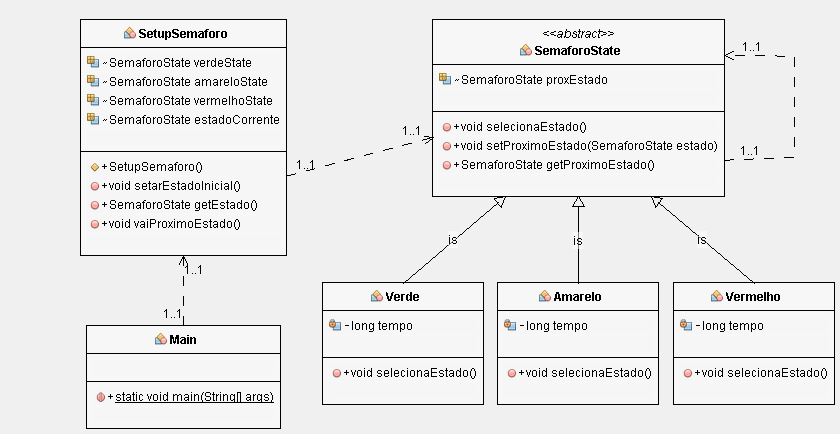 SetupSemaforo
~SemaforoState verdeState
~SemaforoState amareloState
~SemaforoState vermelhoState
~SemaforoState estadoCorrente
+SetupSemaforo()
+void setarEstadoInicial()
+SemaforoState getEstado()
+void vaiProximoEstado()
<<abstract>>
SemaforoState
~SemaforoState proxEstado
+void selecionaEstado()
+void setProximoEstado(SemaforoState estado)
+SemaforoState getProximoEstado()
1..1
1..1
1..1
1..1
is
is
is
1..1
1..1
Main
+static void main(String[] args)
Verde
-long tempo
+void selecionaEstado()
Amarelo
-long tempo
+void selecionaEstado()
Vermelho
-long tempo
+void selecionaEstado()